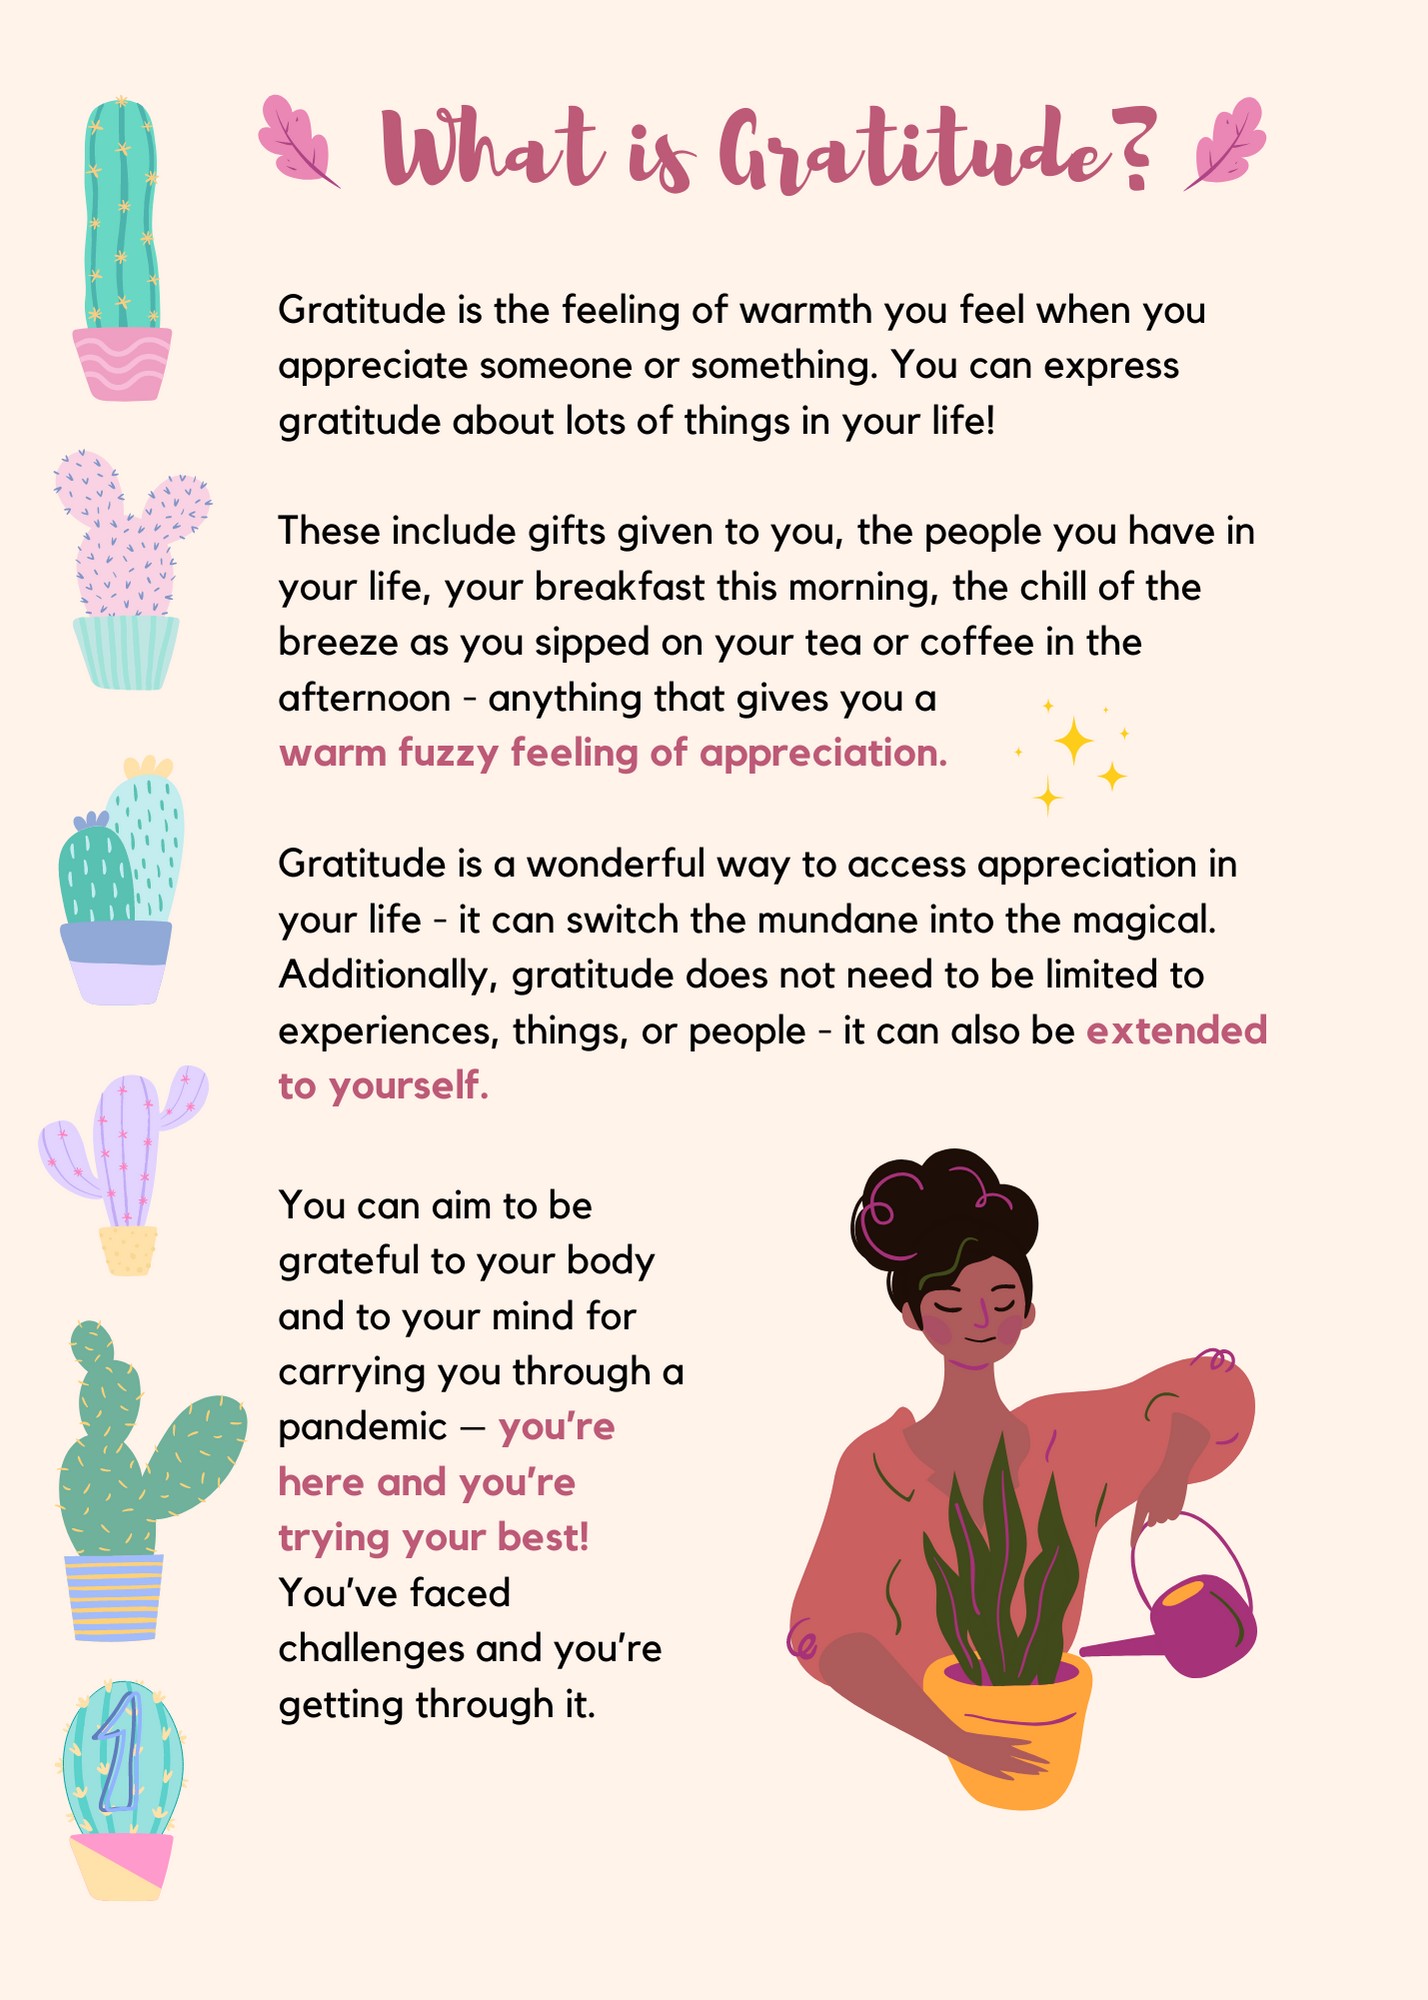 What is Gratitude?
Gratitude is the feeling of warmth you feel when you
appreciate someone or something. You can express
gratitude about lots of things in your life!
These include gifts given to you, the people you have in
your life, your breakfast this morning, the chill of the
breeze as you sipped on your tea or coffee in the
afternoon - anything that gives you a
warm fuzzy feeling of appreciation.
Gratitude is a wonderful way to access appreciation in
your life - it can switch the mundane into the magical.
Additionally, gratitude does not need to be limited to
experiences, things, or people - it can also be extended
to yourself.
You can aim to be
grateful to your body
and to your mind for
carrying you through a
pandemic – you’re
here and you’re
trying your best!
You’ve faced
challenges and you’re
getting through it.
1